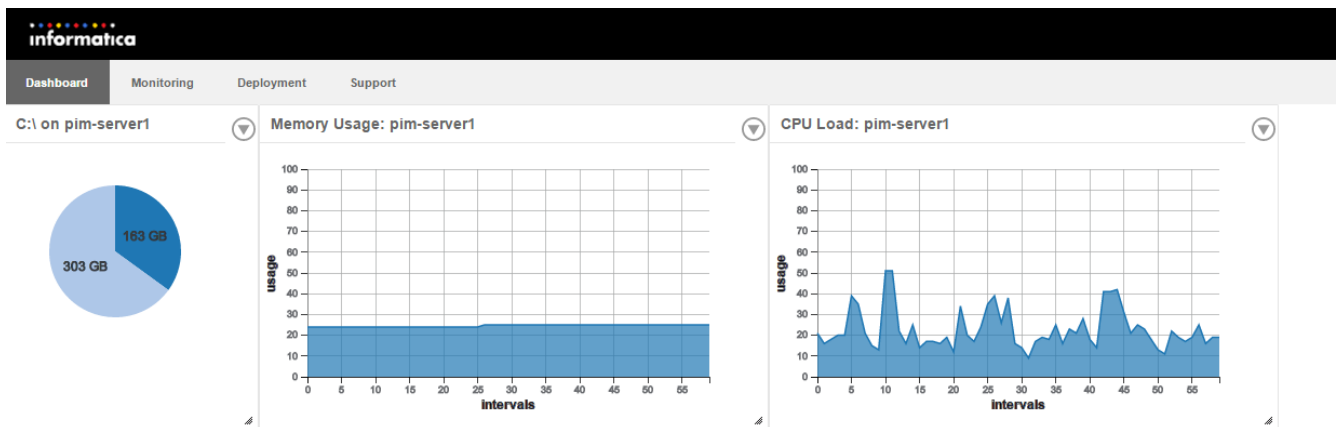 informatica
Dashboard Monitoring Deployment Support
C:\ on pim-server1
163 GB
303 GB
Memory Usage: pim-server1
100
90
80
70
60
50
40
30
20
10
0
usage
0 5 10 15 20 25 30 35 40 45 50 55
intervals
CPU Load: pim-server1
100
90
80
70
60
50
40
30
20
10
0
usage
0 5 10 15 20 25 30 35 40 45 50 55
intervals